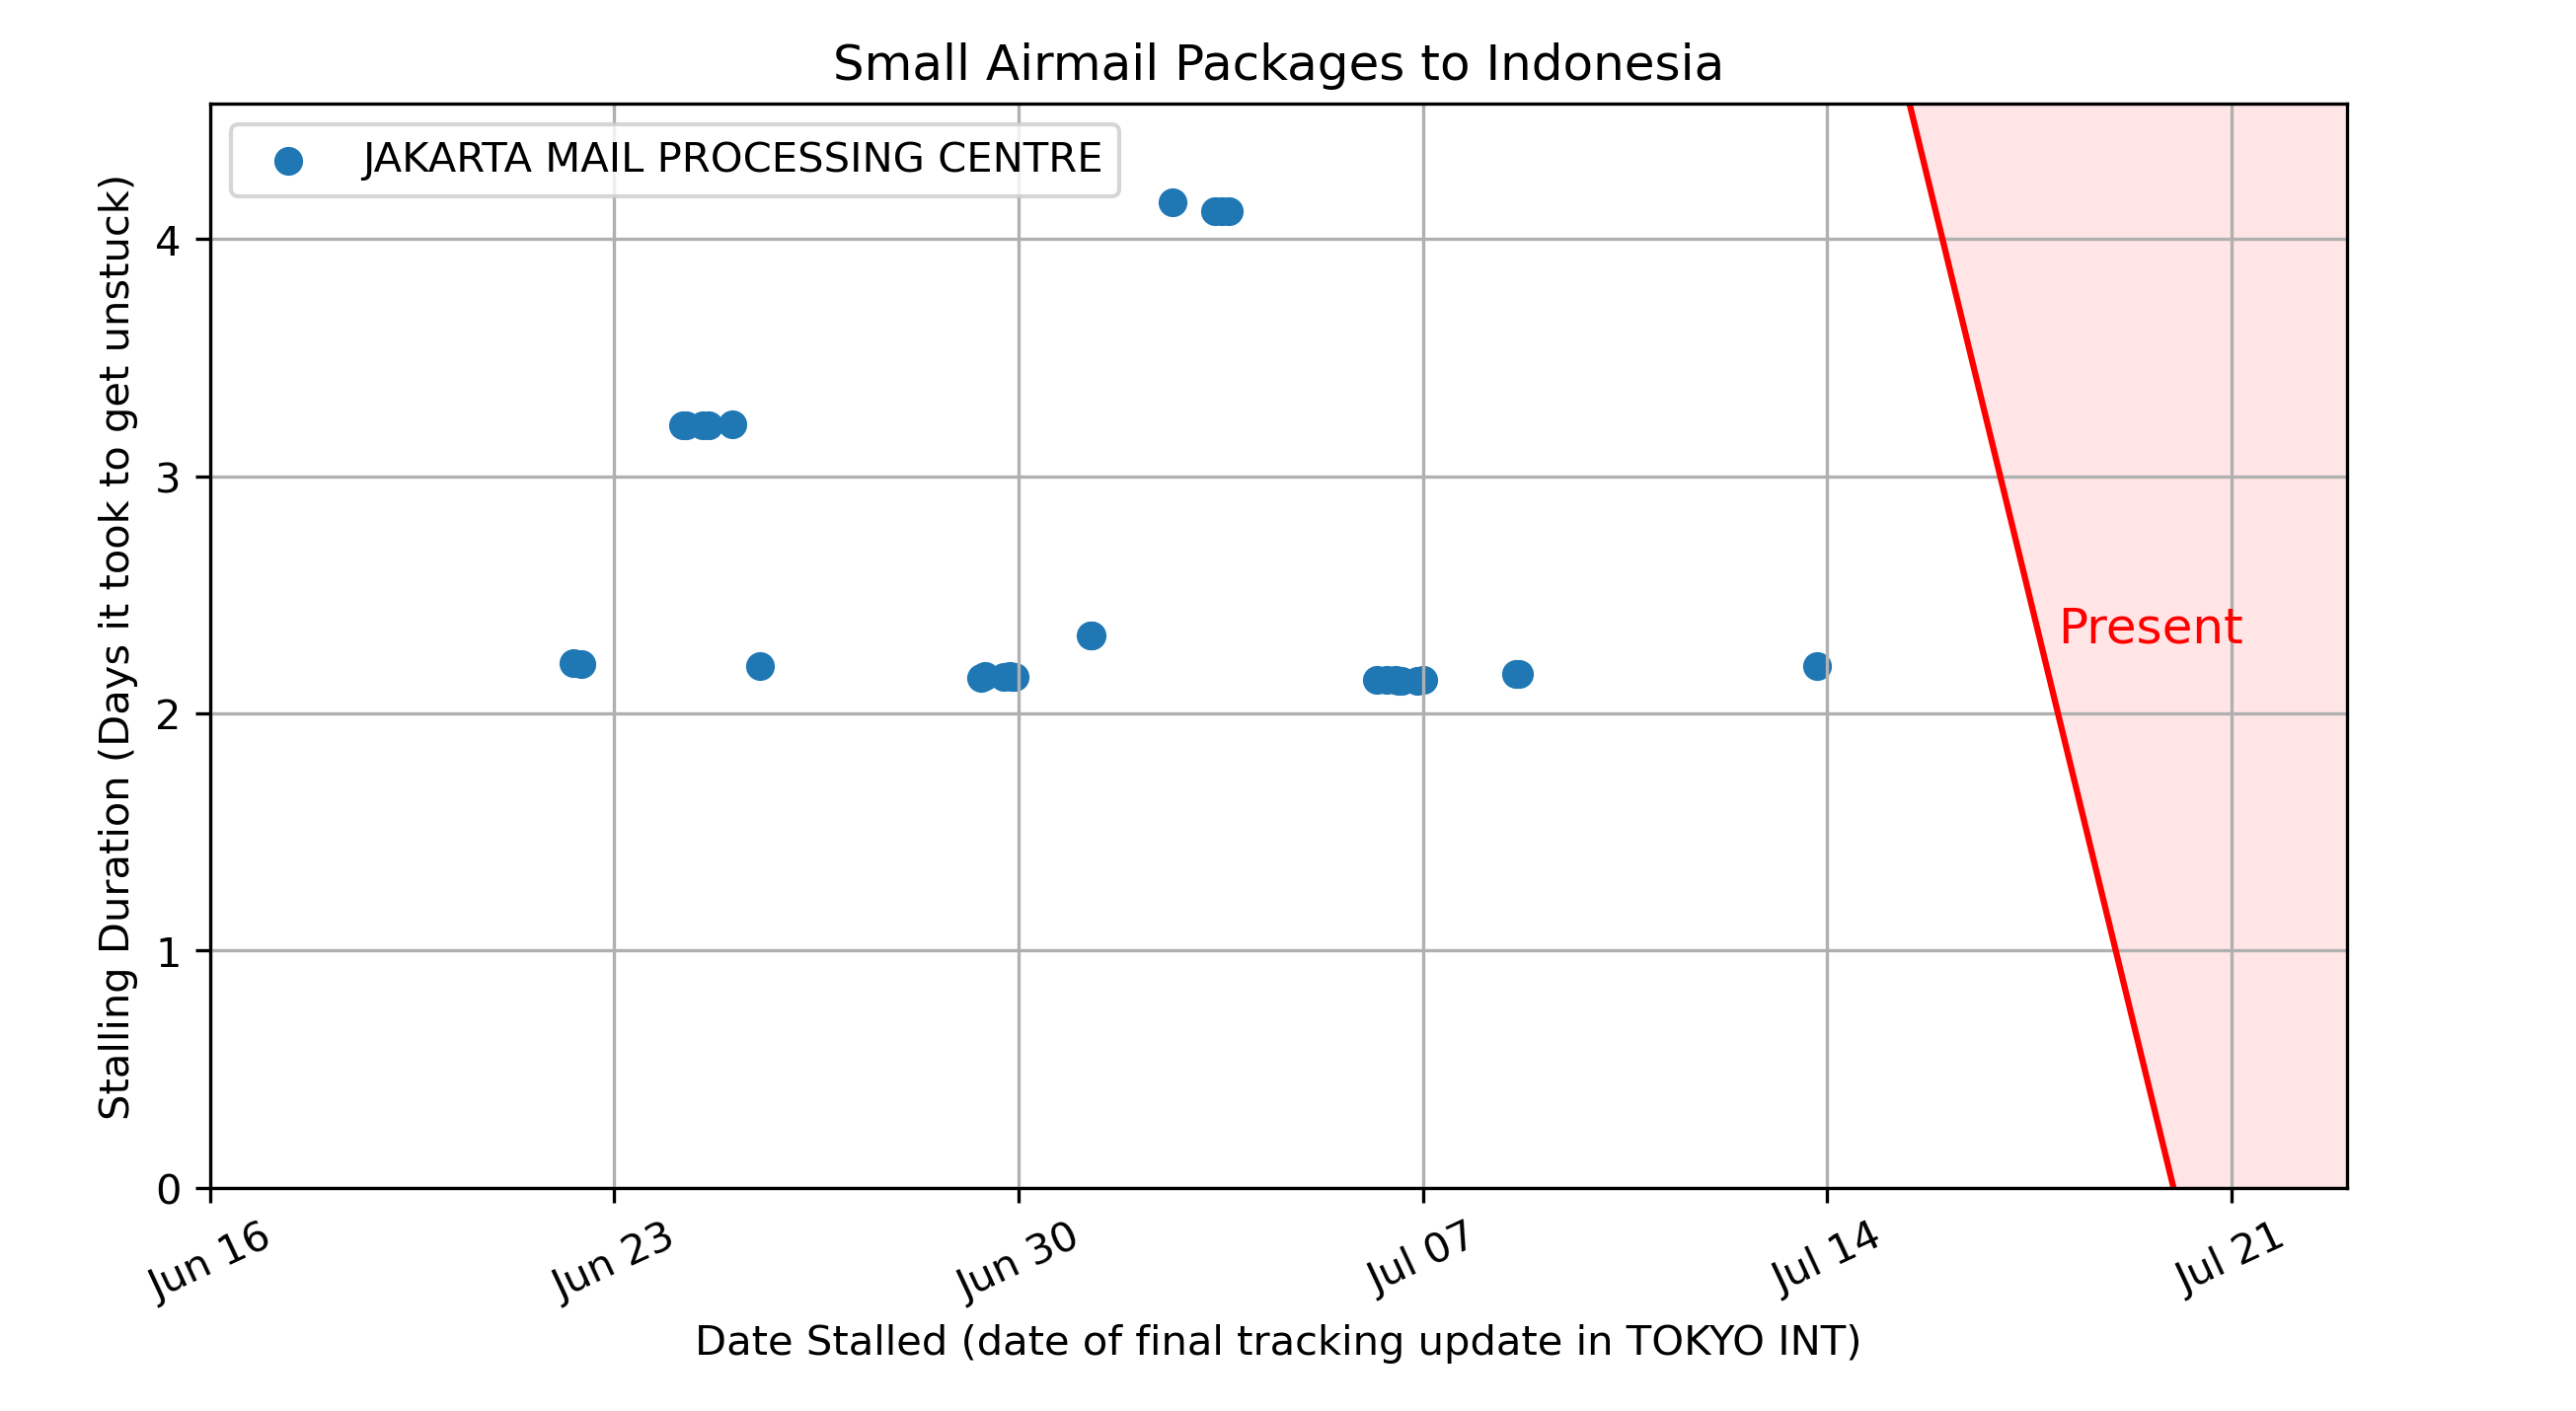 Small Airmail Packages to Indonesia
JAKARTA MAIL PROCESSING CENTRE
Stalling Duration (Days it took to get unstuck)
4
3
2
1
0
Present
Jun 16
Jun 23
Jun 30
Jul 07
Jul 14
Jul 21
Date Stalled (date of final tracking update in TOKYO INT)